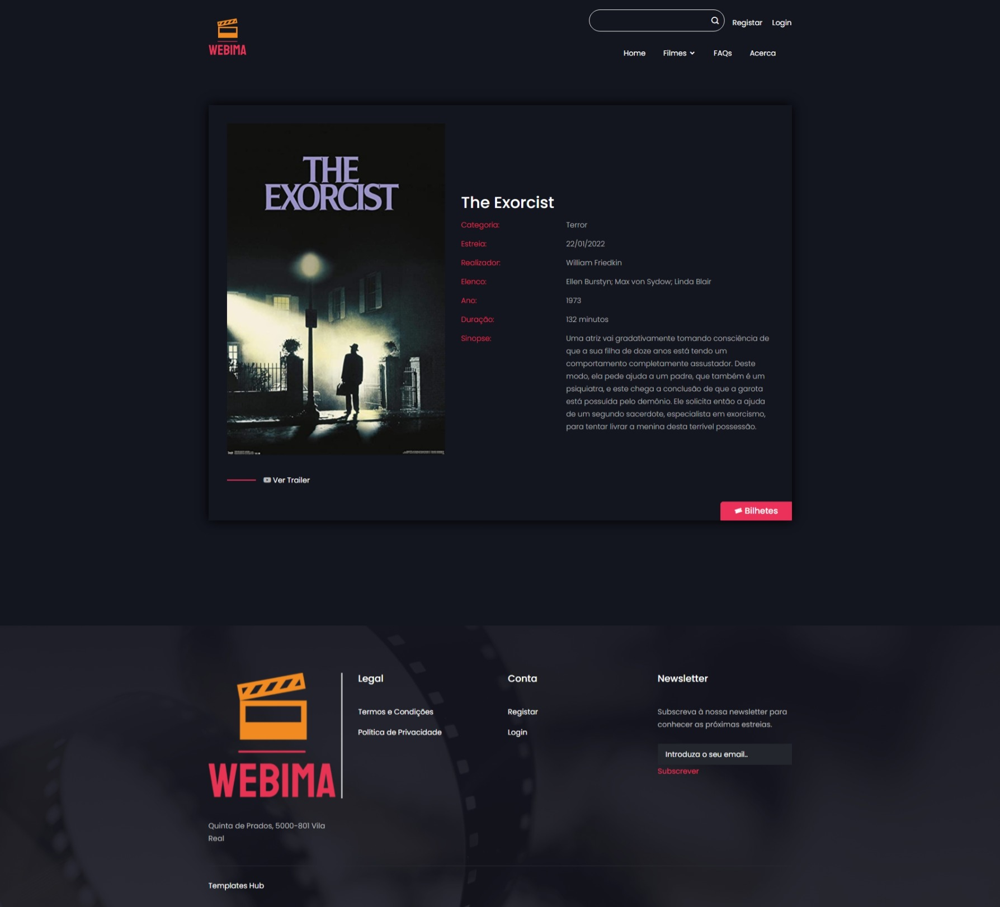 WEBIMA
Registar Login
Home Filmes FAQs Acerca
THE
EXORCIST
The Exorcist
Categoria: Terror
Estreia: 22/01/2022
Realizador: William Friedkin
Elenco: Ellen Burstyn; Max von Sydow; Linda Blair
Ano: 1973
Duração: 132 minutos
Sinopse: Uma atriz vai gradativamente tomando consciência de
que a sua filha de doze anos está tendo um
comportamento completamente assustador. Deste
modo, ela pede ajuda a um padre, que também é um
psiquiatra, e este chega a conclusão de que a garota
está possuída pelo demônio. Ele solicita então a ajuda
de um segundo sacerdote, especialista em exorcismo,
para tentar livrar a menina desta terrível possessão.
Ver Trailer
Bilhetes
WEBIMA
Quinta de Prados, 5000-801 Vila
Real
Legal
Termos e Condições
Política de Privacidade
Conta
Registar
Login
Newsletter
Subscreva à nossa newsletter para
conhecer as próximas estreias.
Introduza o seu email..
Subscrever
Templates Hub